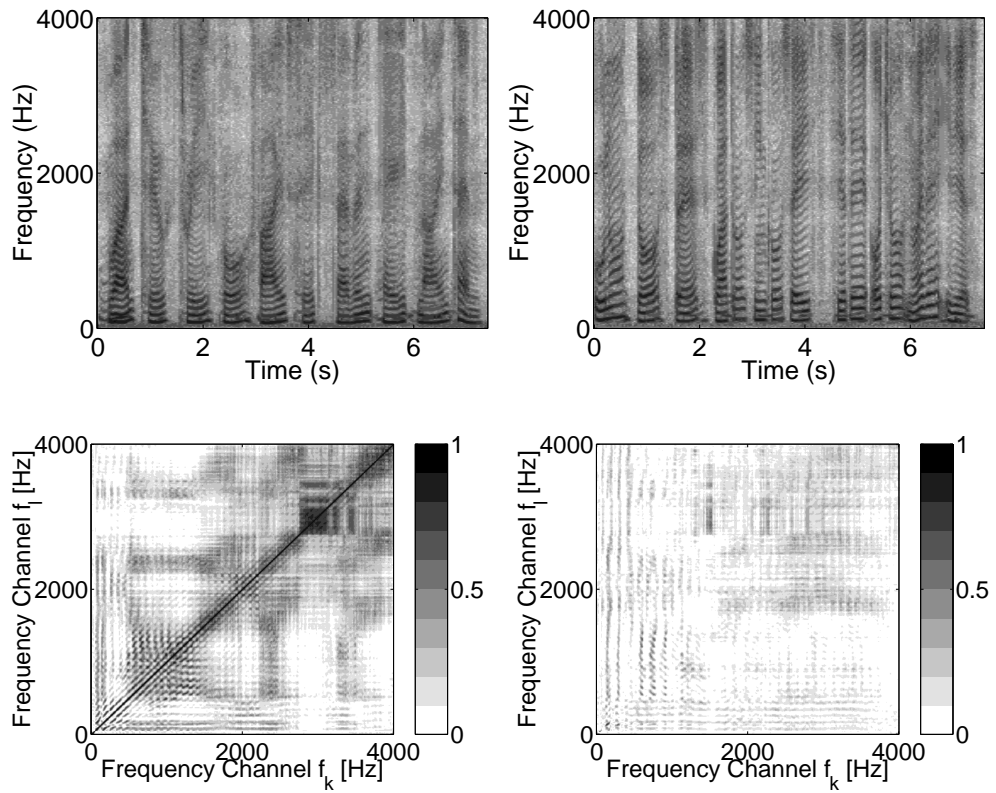 4000
2000
0
Frequency (Hz)
0 2 4 6
Time (s)
4000
2000
0
Frequency (Hz)
0 2 4 6
Time (s)
4000
2000
0
Frequency Channel f_l [Hz]
0 2000 4000
Frequency Channel f_k [Hz]
1
0.5
0
4000
2000
0
Frequency Channel f_l [Hz]
0 2000 4000
Frequency Channel f_k [Hz]
1
0.5
0